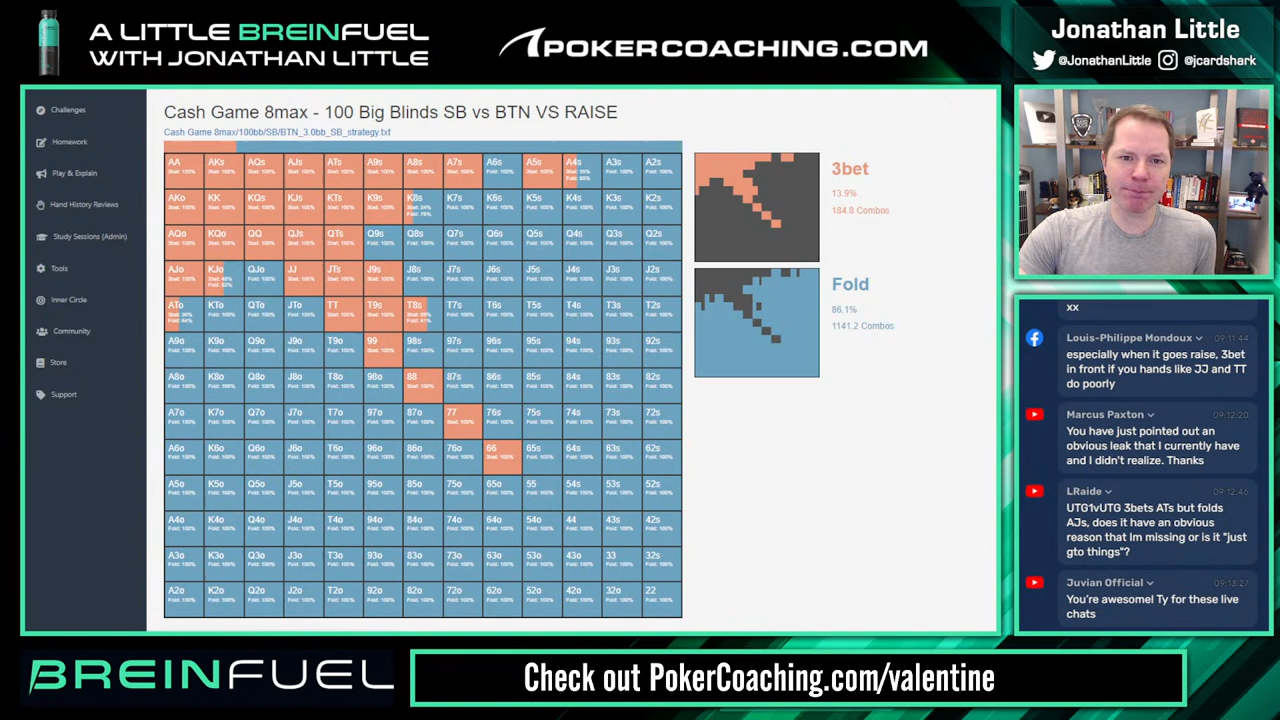 A LITTLE BREINFUEL
WITH JONATHAN LITTLE
POKERCOACHING.COM
Jonathan Little
@JonathanLittle @jcardshark
Challenges
Homework
Play & Explain
Hand History Reviews
Study Sessions (Admin)
Tools
Inner Circle
Community
Store
Support
Cash Game 8max - 100 Big Blinds SB vs BTN VS RAISE
Cash Game 8max/100bb/SB/BTN_3.0bb_SB_strategy.txt
AA AKs AQs AJs ATs A9s A8s A7s A6s A5s A4s A3s A2s
AKo KK KQs KJs KTs K9s K8s K7s K6s K5s K4s K3s K2s
AQo KQo QQ QJs QTs Q9s Q8s Q7s Q6s Q5s Q4s Q3s Q2s
AJo KJo QJo JJ JTs J9s J8s J7s J6s J5s J4s J3s J2s
ATo KTo QTo JTo TT T9s T8s T7s T6s T5s T4s T3s T2s
A9o K9o Q9o J9o T9o 99 98s 97s 96s 95s 94s 93s 92s
A8o K8o Q8o J8o T8o 98o 88 87s 86s 85s 84s 83s 82s
A7o K7o Q7o J7o T7o 97o 87o 77 76s 75s 74s 73s 72s
A6o K6o Q6o J6o T6o 96o 86o 76o 66 65s 64s 63s 62s
A5o K5o Q5o J5o T5o 95o 85o 75o 65o 55 54s 53s 52s
A4o K4o Q4o J4o T4o 94o 84o 74o 64o 54o 44 43s 42s
A3o K3o Q3o J3o T3o 93o 83o 73o 63o 53o 43o 33 32s
A2o K2o Q2o J2o T2o 92o 82o 72o 62o 52o 42o 32o 22
3bet
13.9%
184.8 Combos
Fold
86.1%
1141.2 Combos
xx
Louis-Philippe Mondoux 09:11:44
especially when it goes raise, 3bet
in front if you hands like JJ and TT
do poorly
Marcus Paxton 09:12:20
You have just pointed out an
obvious leak that I currently have
and I didn't realize. Thanks
LRaide 09:12:46
UTG1vUTG 3bets ATs but folds
AJs, does it have an obvious
reason that Im missing or is it "just
gto things"?
Juvian Official 09:13:27
You're awesome! Ty for these live
chats
BREINFUEL
Check out PokerCoaching.com/valentine